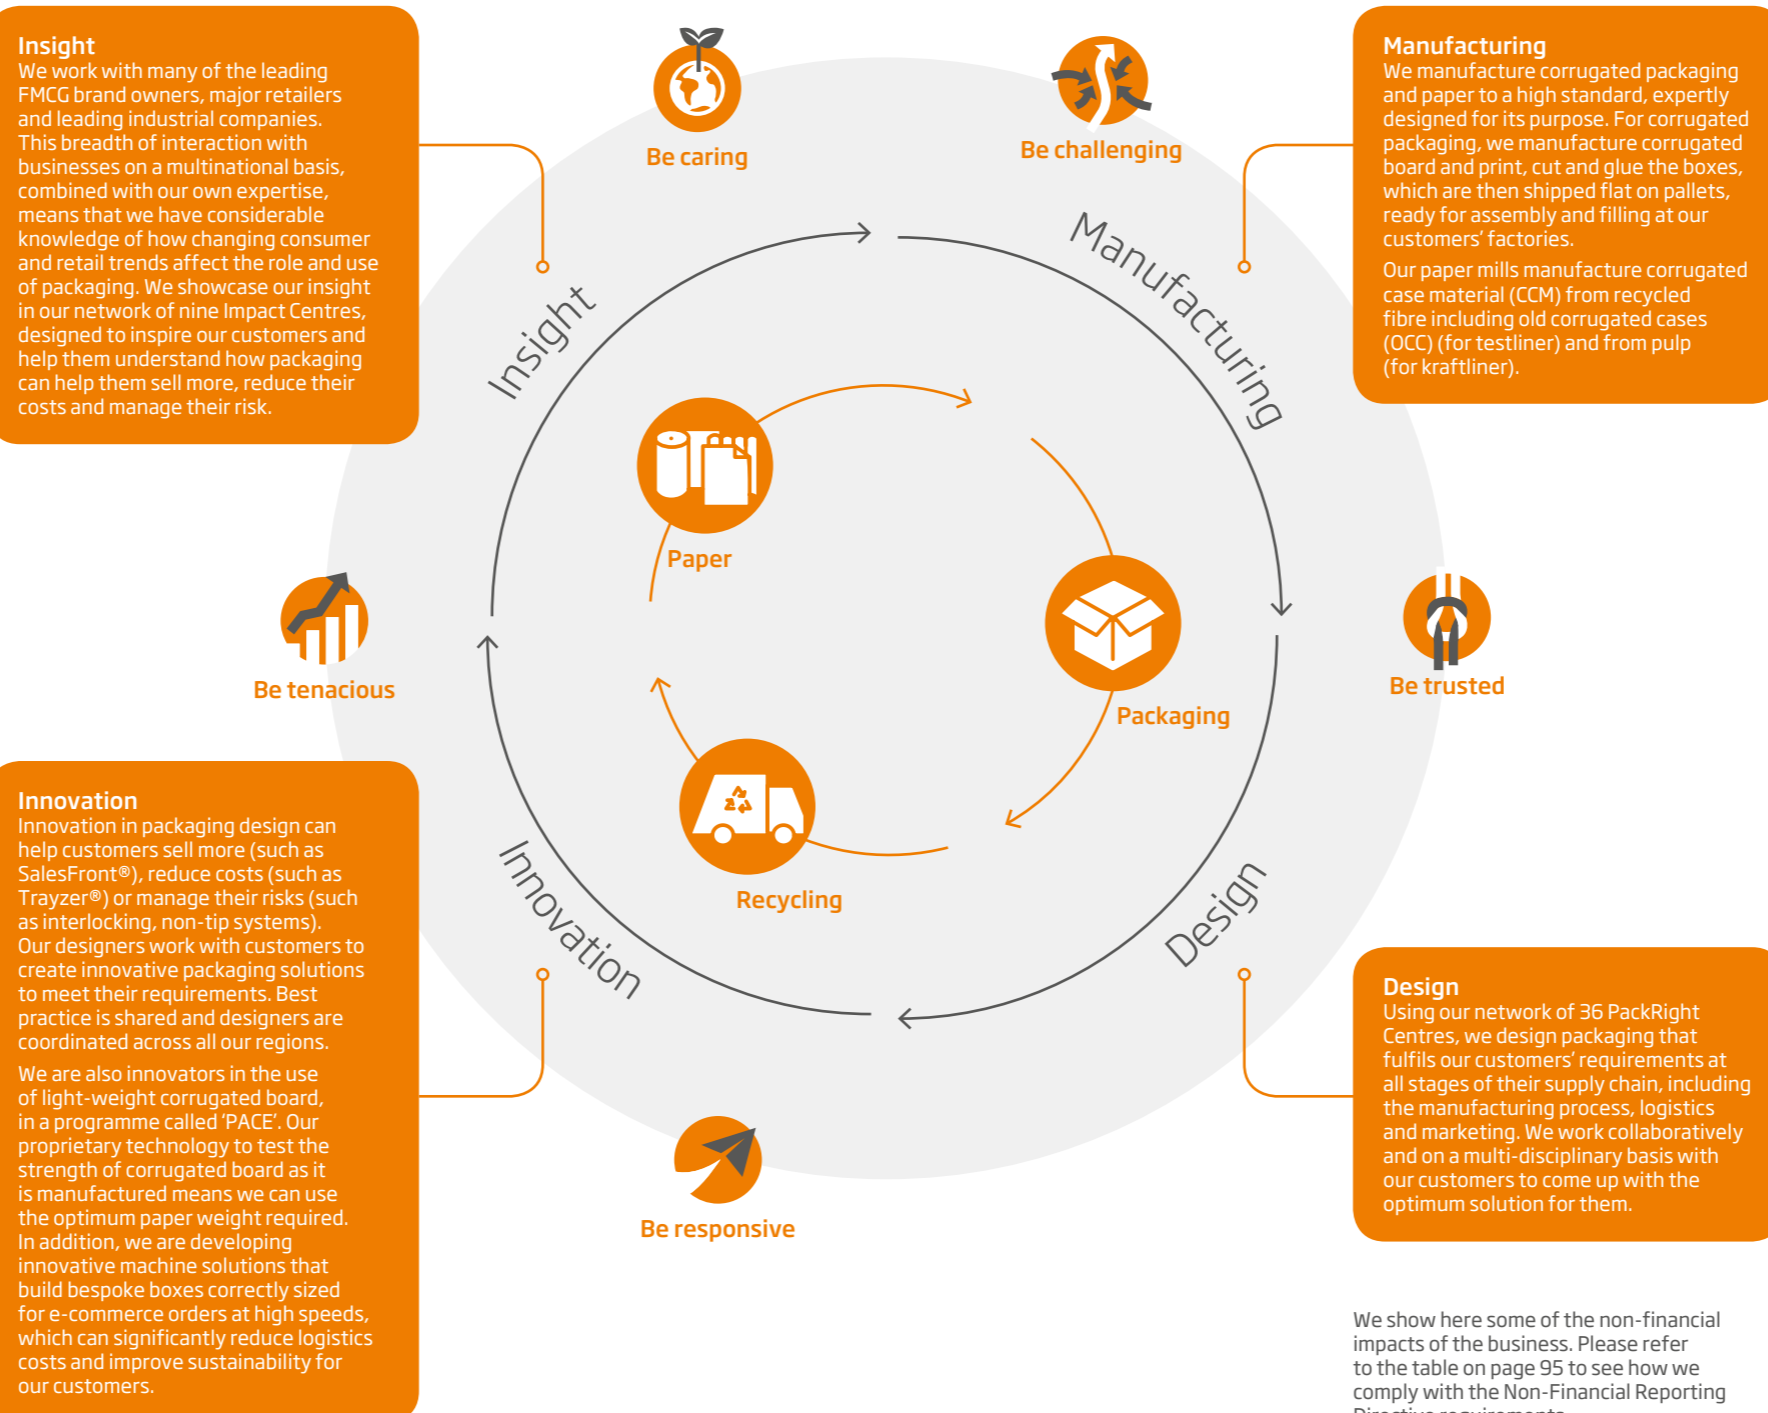 Insight
We work with many of the leading
FMCG brand owners, major retailers
and leading industrial companies.
This breadth of interaction with
businesses on a multinational basis,
combined with our own expertise,
means that we have considerable
knowledge of how changing consumer
and retail trends affect the role and use
of packaging. We showcase our insight
in our network of nine Impact Centres,
designed to inspire our customers and
help them understand how packaging
can help them sell more, reduce their
costs and manage their risk.
Be caring
Be challenging
Manufacturing
We manufacture corrugated packaging
and paper to a high standard, expertly
designed for its purpose. For corrugated
packaging, we manufacture corrugated
board and print, cut and glue the boxes,
which are then shipped flat on pallets,
ready for assembly and filling at our
customers' factories.
Our paper mills manufacture corrugated
case material (CCM) from recycled
fibre including old corrugated cases
(OCC) (for testliner) and from pulp
(for kraftliner).
Insight
Manufacturing
Paper
Be tenacious
Packaging
Be trusted
Recycling
Innovation
Design
Innovation
Innovation in packaging design can
help customers sell more (such as
SalesFront®), reduce costs (such as
Trayzer®) or manage their risks (such
as interlocking, non-tip systems).
Our designers work with customers to
create innovative packaging solutions
to meet their requirements. Best
practice is shared and designers are
coordinated across all our regions.
We are also innovators in the use
of light-weight corrugated board,
in a programme called ‘PACE’. Our
proprietary technology to test the
strength of corrugated board as it
is manufactured means we can use
the optimum paper weight required.
In addition, we are developing
innovative machine solutions that
build bespoke boxes correctly sized
for e-commerce orders at high speeds,
which can significantly reduce logistics
costs and improve sustainability for
our customers.
Be responsive
Design
Using our network of 36 PackRight
Centres, we design packaging that
fulfils our customers' requirements at
all stages of their supply chain, including
the manufacturing process, logistics
and marketing. We work collaboratively
and on a multi-disciplinary basis with
our customers to come up with the
optimum solution for them.
We show here some of the non-financial
impacts of the business. Please refer
to the table on page 95 to see how we
comply with the Non-Financial Reporting
Directive requirements.